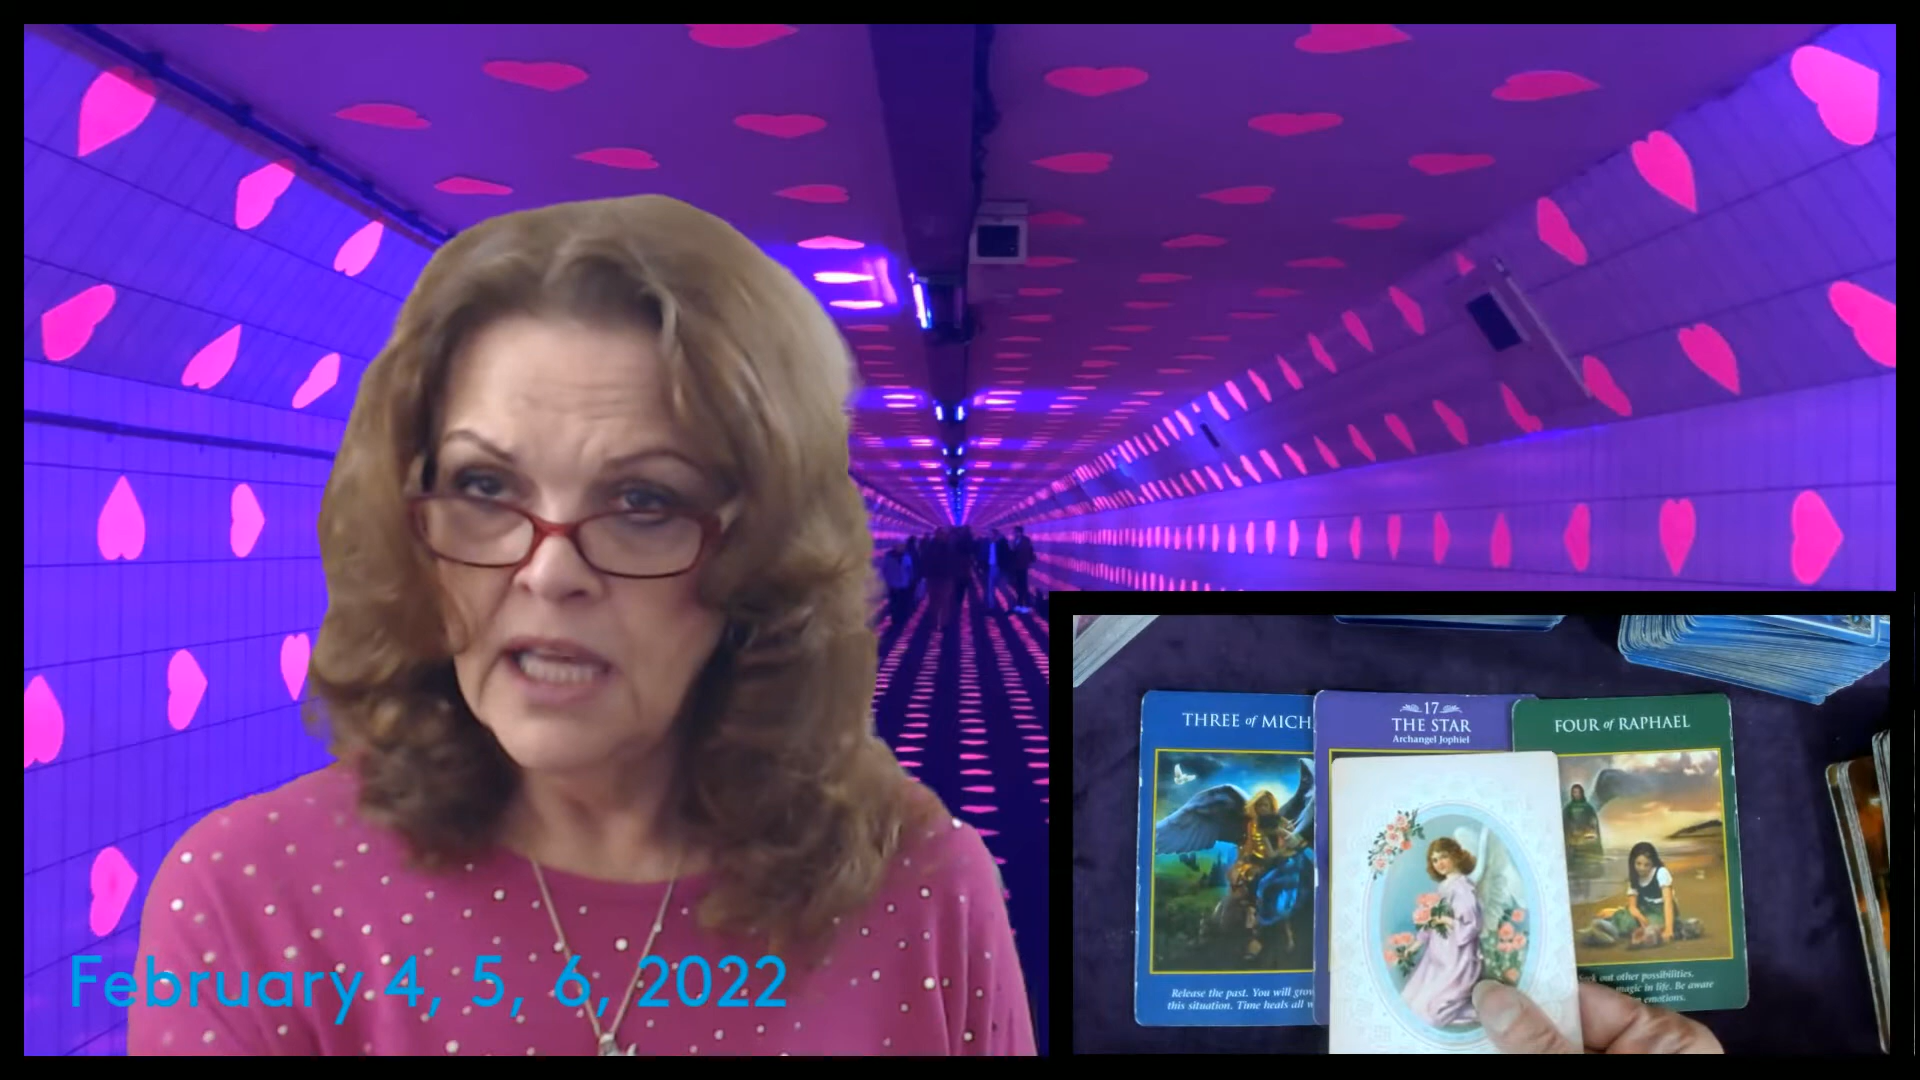 February 4, 5, 6, 2022
THREE of MICH
Release the past. You will grow
this situation. Time heals all w
17
THE STAR
Archangel Jophiel
FOUR of RAPHAEL
Seek out other possibilities.
magic in life. Be aware
emotions.